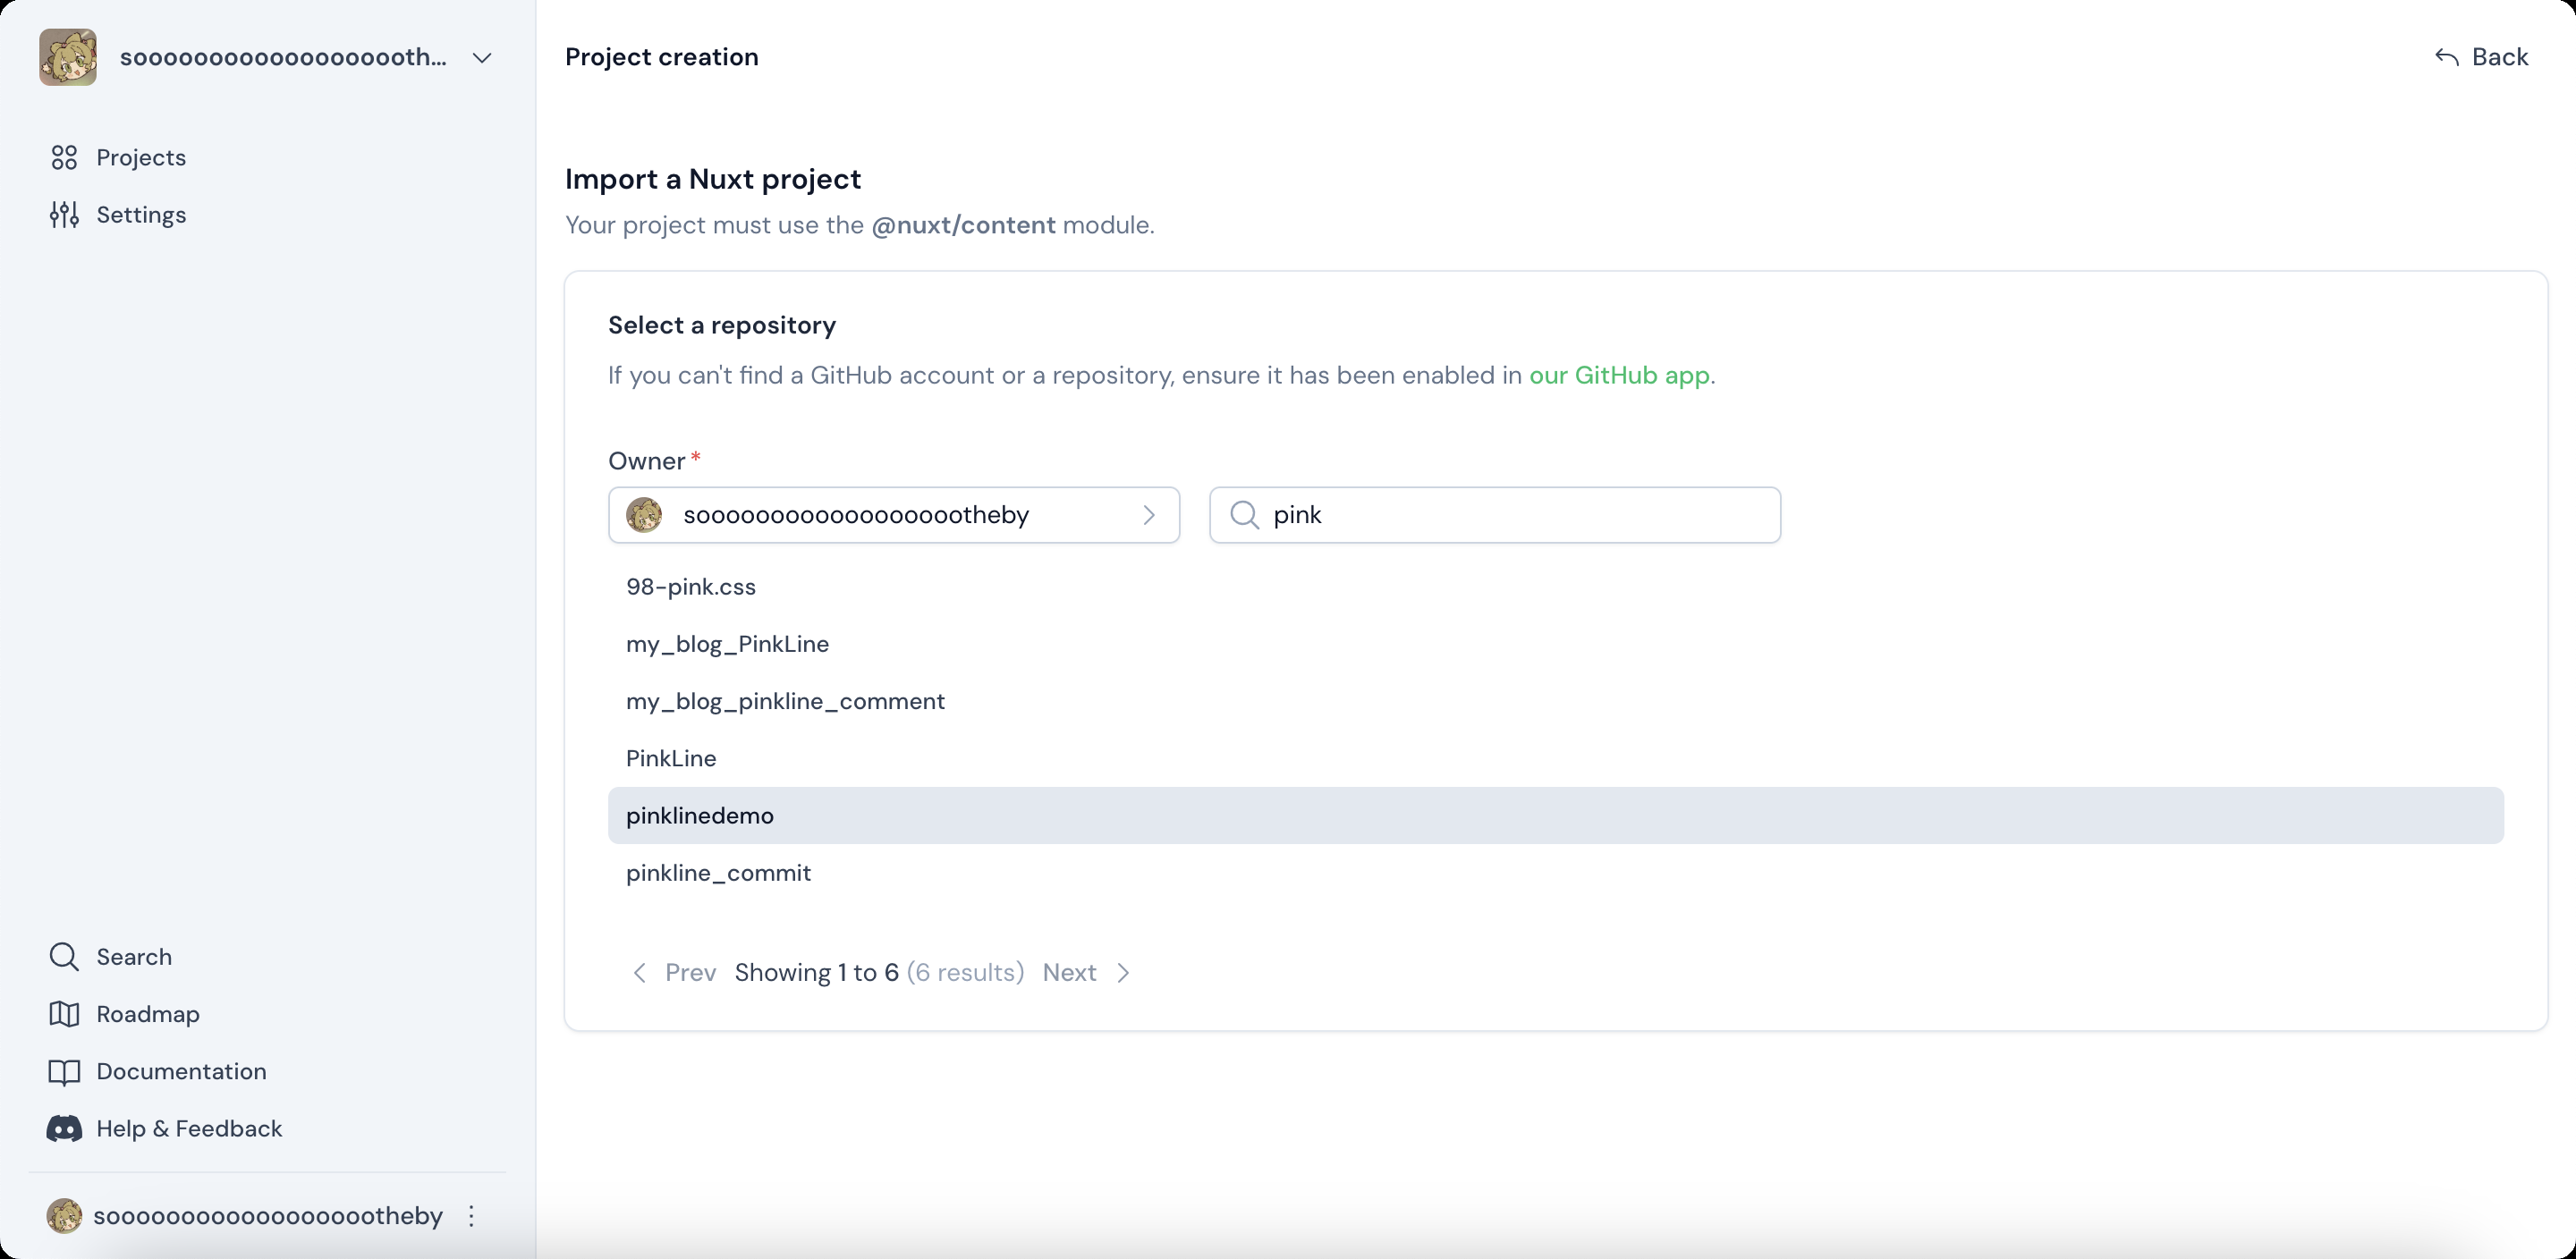 soooooooooooooooooooth...
Projects
Settings
Search
Roadmap
Documentation
Help & Feedback
sooooooooooooooooootheby
Project creation
Back
Import a Nuxt project
Your project must use the @nuxt/content module.
Select a repository
If you can't find a GitHub account or a repository, ensure it has been enabled in our GitHub app.
Owner*
sooooooooooooooooootheby
pink
98-pink.css
my_blog_PinkLine
my_blog_pinkline_comment
PinkLine
pinklinedemo
pinkline_commit
Prev Showing 1 to 6 (6 results) Next